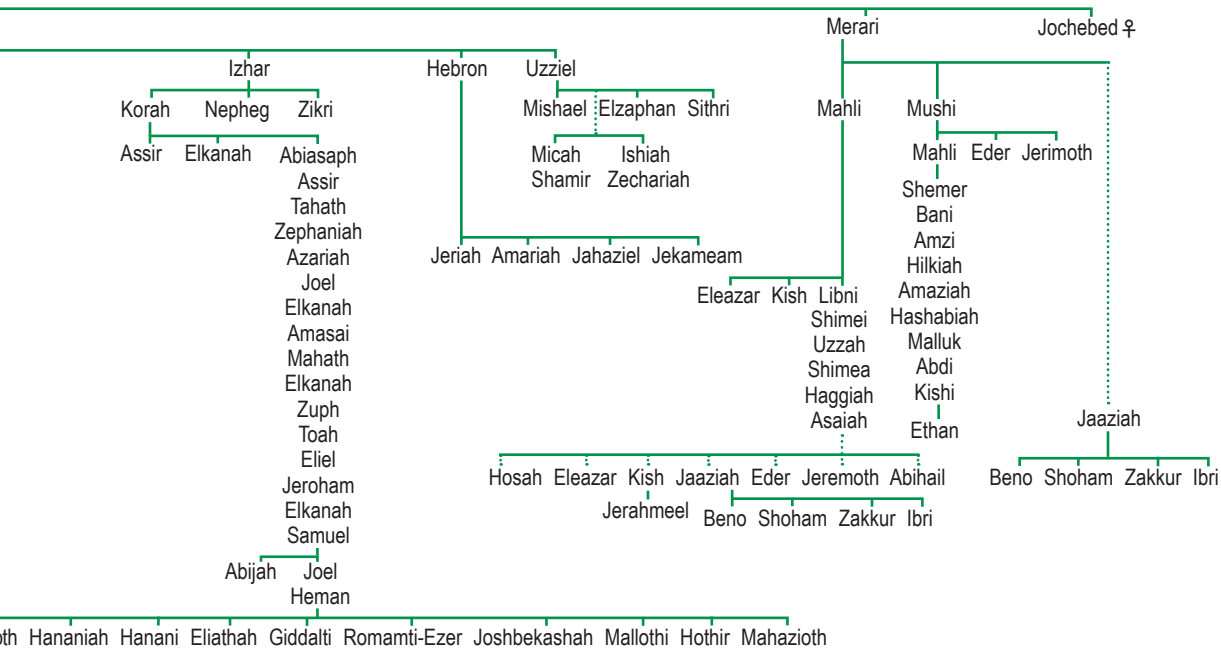 Merari Jochebed ♀
Izhar Hebron Uzziel
Korah Nepheg Zikri Mishael Elzaphan Sithri Mahli Mushi
Assir Elkanah Abiasaph Micah Ishiah Mahli Eder Jerimoth
Assir Shamir Zechariah Shemer
Tahath Bani
Zephaniah Amzi
Azariah Jeriah Amariah Jahaziel Jekameam Hilkiah
Joel Eleazar Kish Libni Amaziah
Elkanah Shimei Hashabiah
Amasai Uzzah Malluk
Mahath Shimea Abdi
Elkanah Haggiah Kishi
Zuph Asaiah Jaaziah
Toah Ethan
Eliel Hosah Eleazar Kish Jaaziah Eder Jeremoth Abihail Beno Shoham Zakkur Ibri
Jeroham Jerahmeel Beno Shoham Zakkur Ibri
Elkanah
Samuel
Abijah Joel
Heman
oth Hananiah Hanani Eliathah Giddalti Romamti-Ezer Joshbekashah Mallothi Hothir Mahazioth